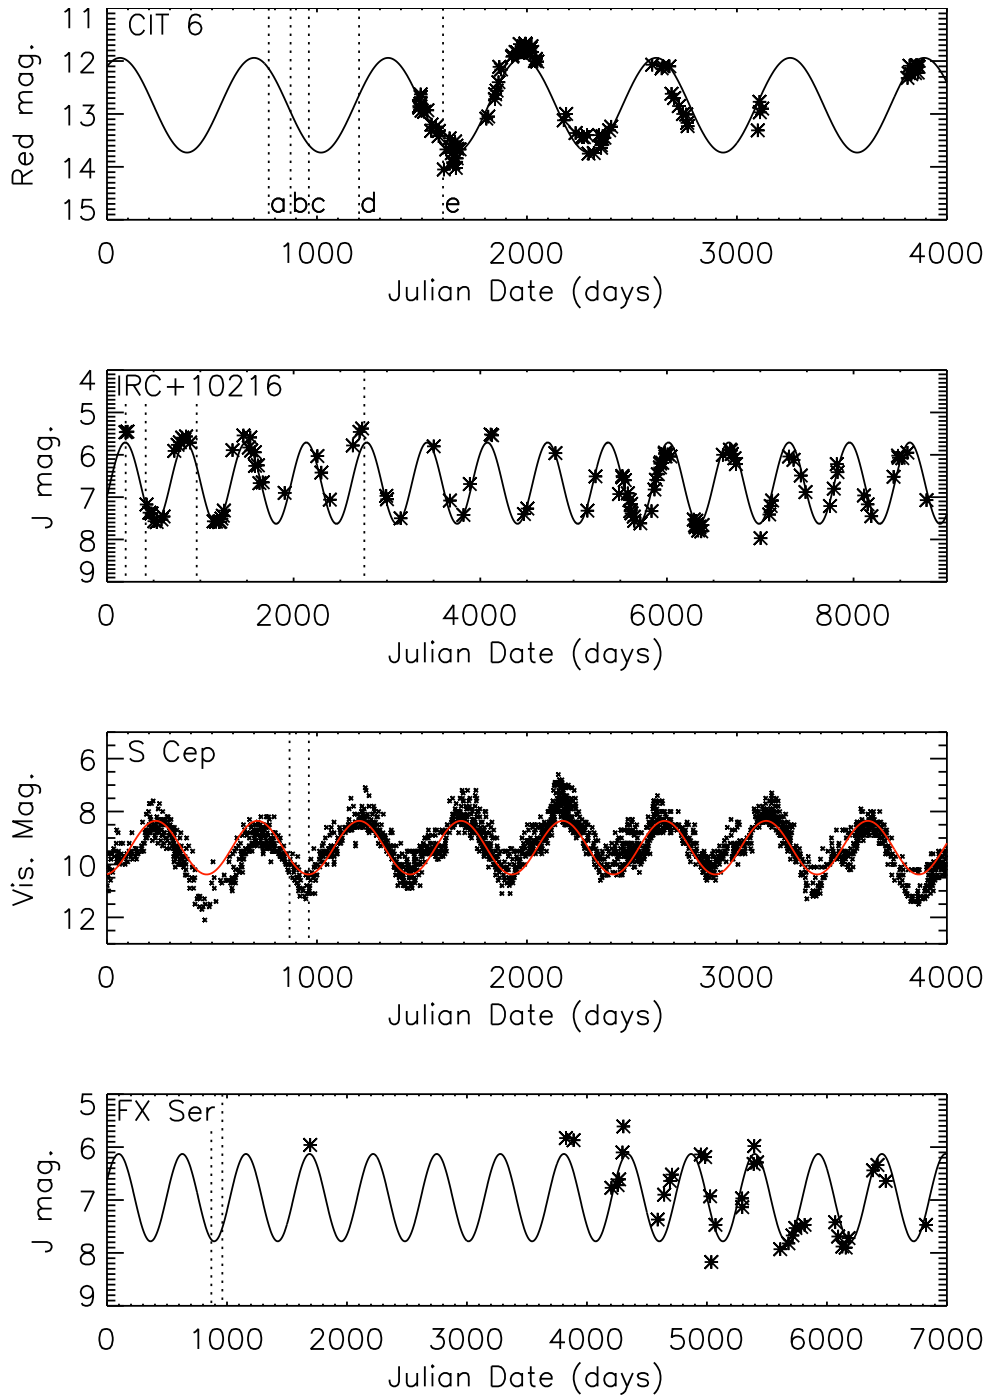 CIT 6
Red mag.
11
12
13
14
15
a b c d e
0 1000 2000 3000 4000
Julian Date (days)
IRC+10216
J mag.
4
5
6
7
8
9
0 2000 4000 6000 8000
Julian Date (days)
S Cep
Vis. Mag.
6
8
10
12
0 1000 2000 3000 4000
Julian Date (days)
FX Ser
J mag.
5
6
7
8
9
0 1000 2000 3000 4000 5000 6000 7000
Julian Date (days)